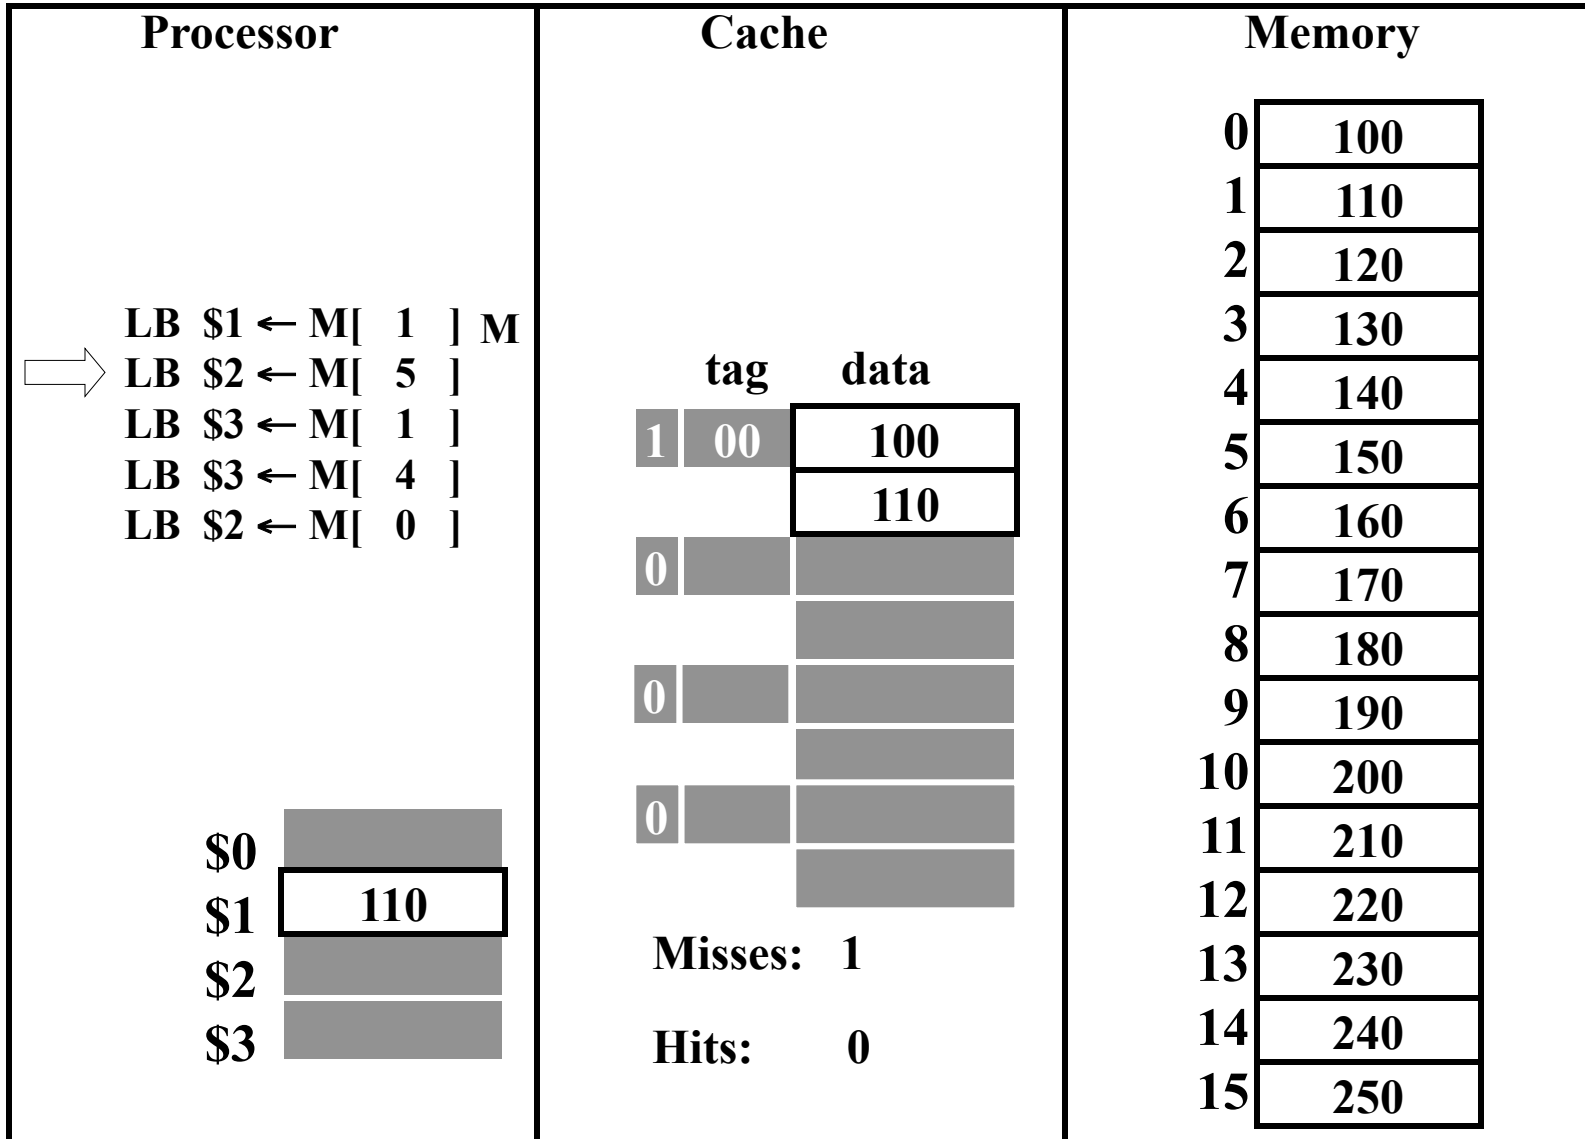 Processor
LB $1 ← M[ 1 ] M
LB $2 ← M[ 5 ]
LB $3 ← M[ 1 ]
LB $3 ← M[ 4 ]
LB $2 ← M[ 0 ]
$0
$1 110
$2
$3
Cache
tag data
1 00 100
110
0
0
0
Misses: 1
Hits: 0
Memory
0 100
1 110
2 120
3 130
4 140
5 150
6 160
7 170
8 180
9 190
10 200
11 210
12 220
13 230
14 240
15 250